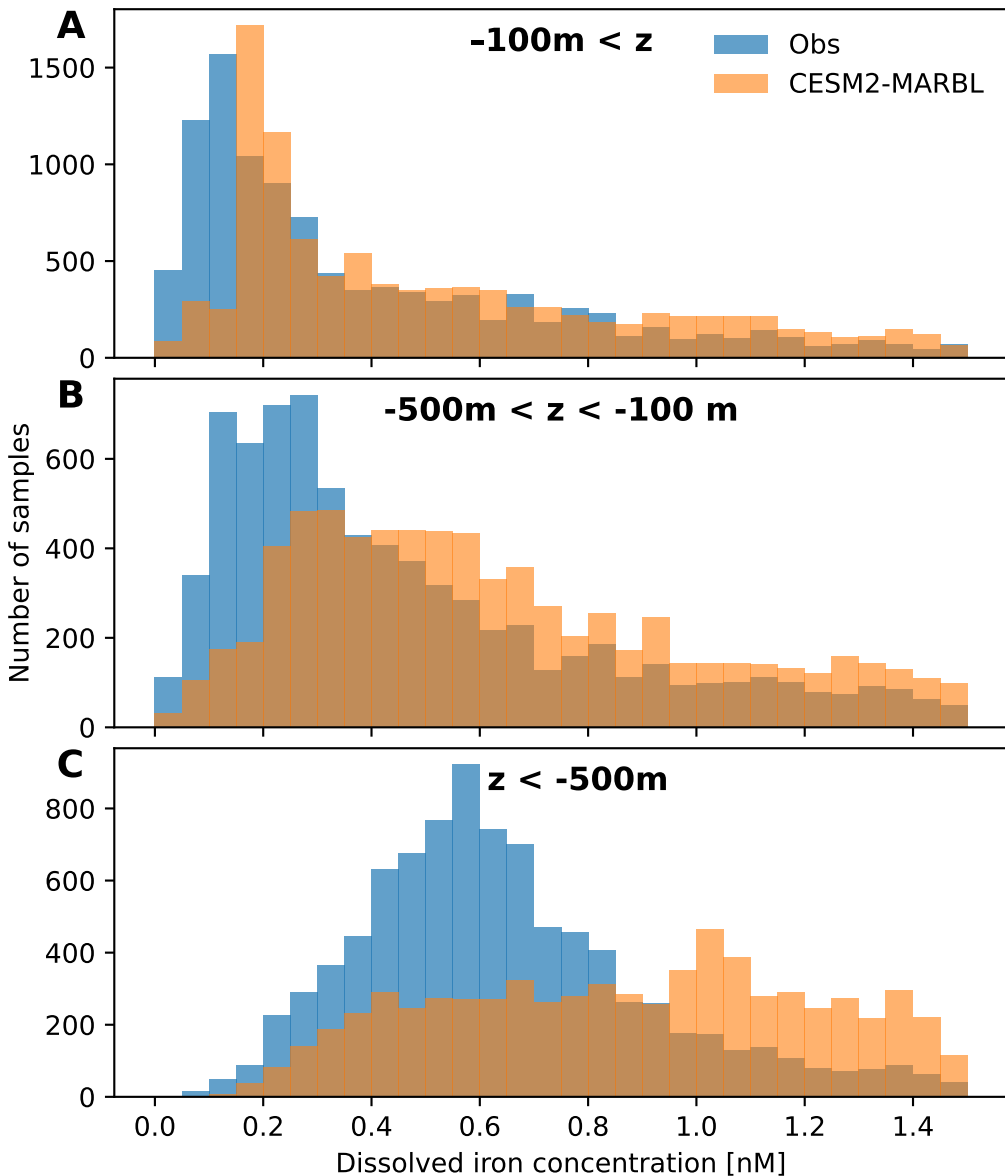 A
–100m < z
Obs
CESM2-MARBL
1500
1000
500
0
B
-500m < z < -100 m
600
400
200
0
Number of samples
C
z < -500m
800
600
400
200
0
0.0 0.2 0.4 0.6 0.8 1.0 1.2 1.4
Dissolved iron concentration [nM]